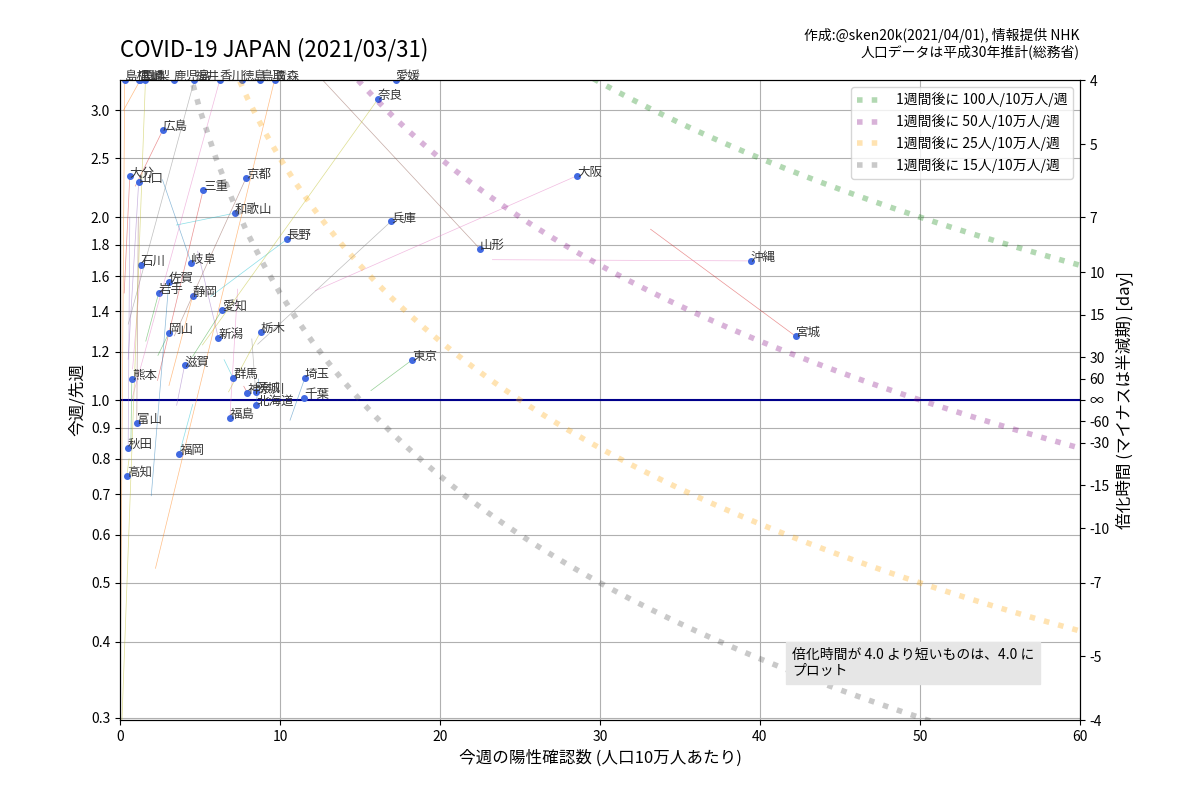 COVID-19 JAPAN (2021/03/31)
作成:@sken20k(2021/04/01), 情報提供 NHK
人口データは平成30年推計(総務省)
1週間後に 100人/10万人/週
1週間後に 50人/10万人/週
1週間後に 25人/10万人/週
1週間後に 15人/10万人/週
香川
徳島
鳥取
青森
愛媛
奈良
広島
大分
山口
京都
三重
大阪
和歌山
兵庫
長野
山形
石川
岐阜
沖縄
佐賀
岩手
静岡
愛知
岡山
新潟
栃木
宮城
滋賀
東京
熊本
群馬
埼玉
神奈川
茨城
千葉
北海道
富山
福島
秋田
福岡
高知
3.0
2.5
2.0
1.8
1.6
1.4
1.2
1.0
0.9
0.8
0.7
0.6
0.5
0.4
0.3
今週/先週
4
5
7
10
15
30
60
∞
-60
-30
-15
-10
-7
-5
-4
倍化時間 (マイナスは半減期) [day]
倍化時間が 4.0 より短いものは、4.0 に
プロット
0 10 20 30 40 50 60
今週の陽性確認数 (人口10万人あたり)